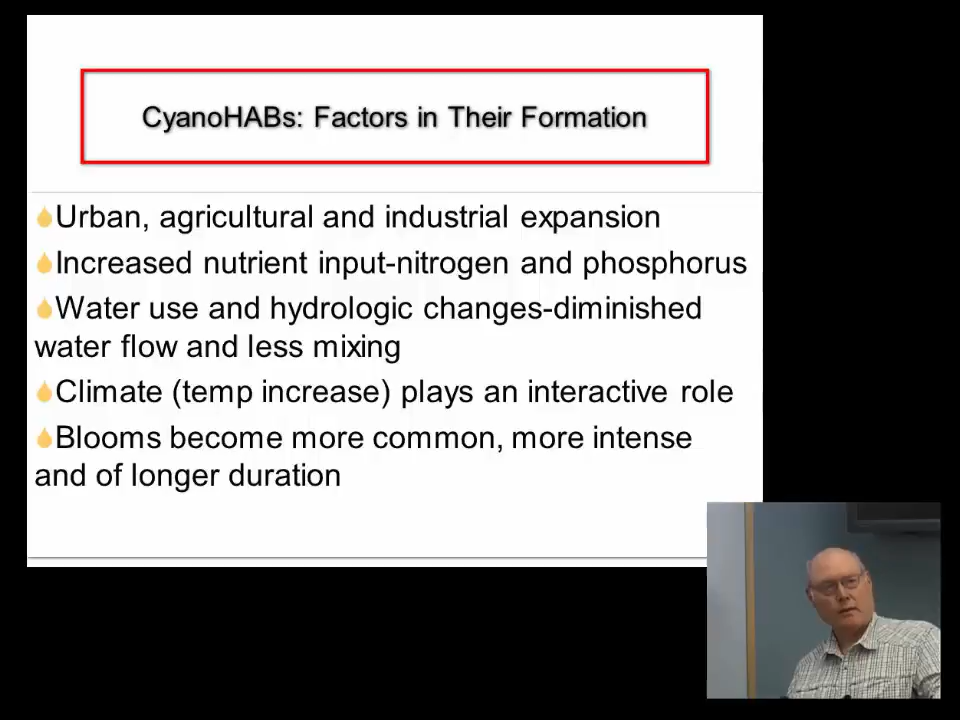 CyanoHABs: Factors in Their Formation
Urban, agricultural and industrial expansion
Increased nutrient input-nitrogen and phosphorus
Water use and hydrologic changes-diminished
water flow and less mixing
Climate (temp increase) plays an interactive role
Blooms become more common, more intense
and of longer duration